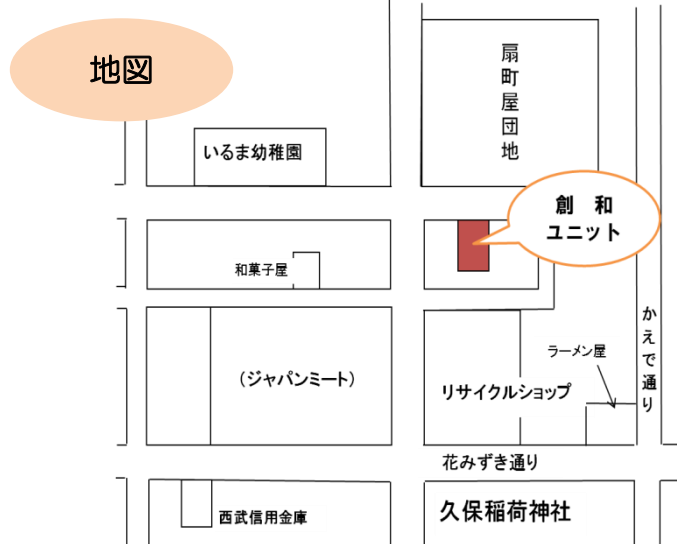 地図
扇町屋団地
いるま幼稚園
創 和
ユニット
和菓子屋
かえで通り
ラーメン屋
（ジャパンミート）
リサイクルショップ
花みずき通り
西武信用金庫
久保稲荷神社